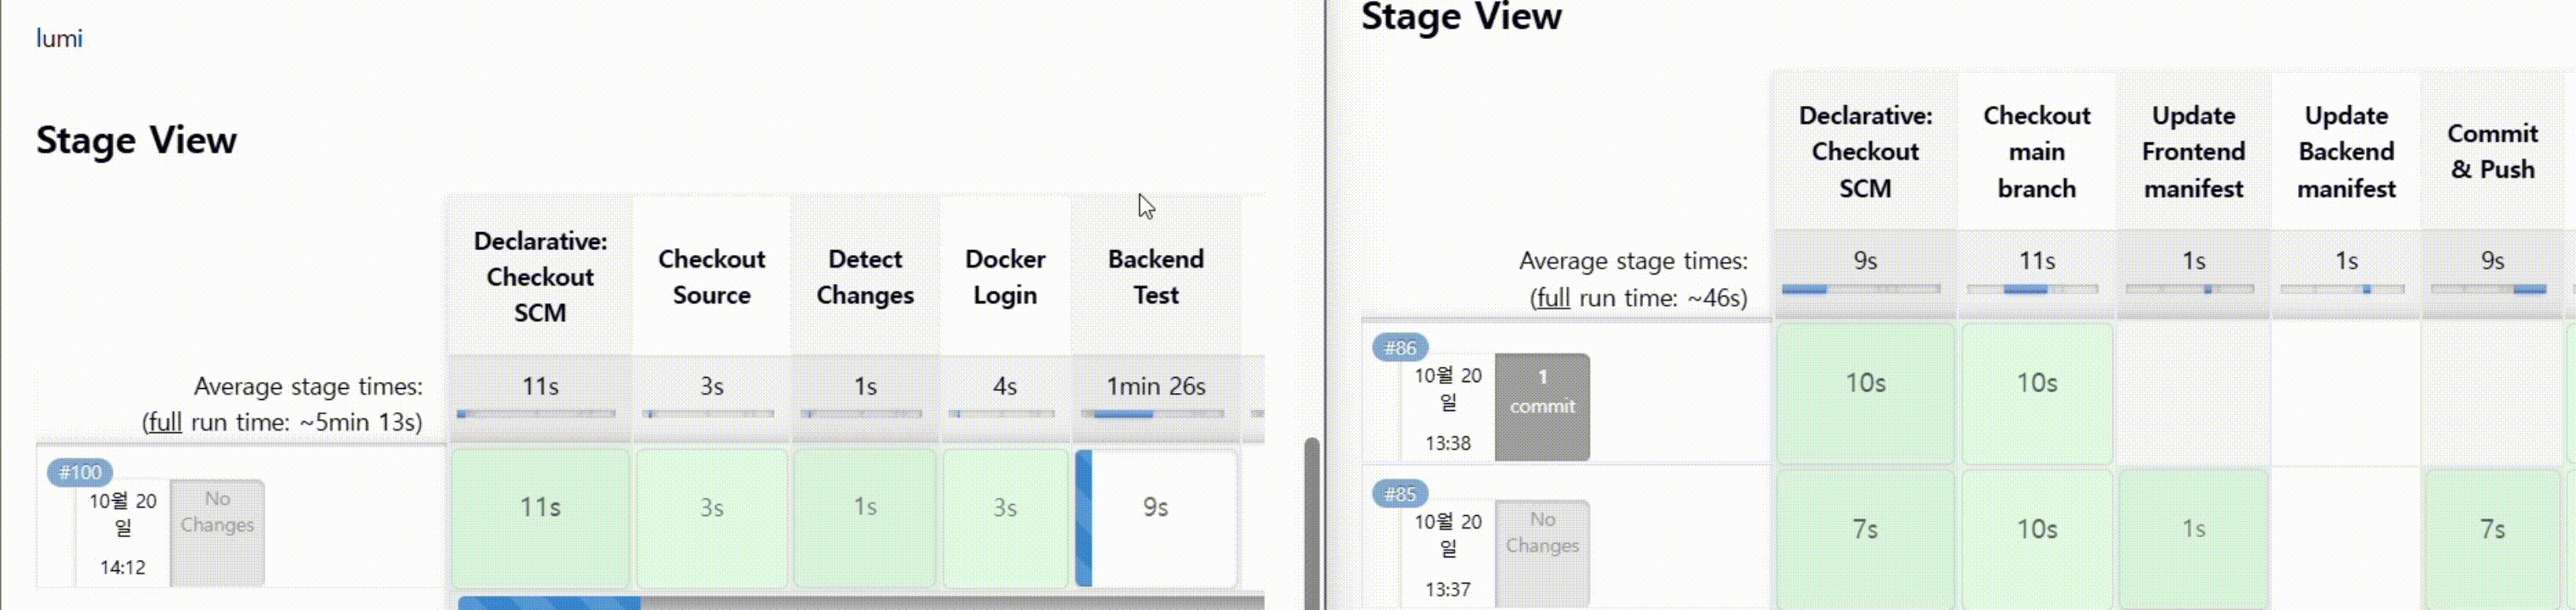 lumi
Stage View
Declarative:
Checkout
SCM
Checkout
Source
Detect
Changes
Docker
Login
Backend
Test
Average stage times:
(full run time: ~5min 13s)
11s
3s
1s
4s
1min 26s
#100
10월 20
일
14:12
No
Changes
11s
3s
1s
3s
9s
Stage View
Declarative:
Checkout
SCM
Checkout
main
branch
Update
Frontend
manifest
Update
Backend
manifest
Commit
& Push
Average stage times:
(full run time: ~46s)
9s
11s
1s
1s
9s
#86
10월 20
일
13:38
1
commit
10s
10s
#85
10월 20
일
13:37
No
Changes
7s
10s
1s
7s